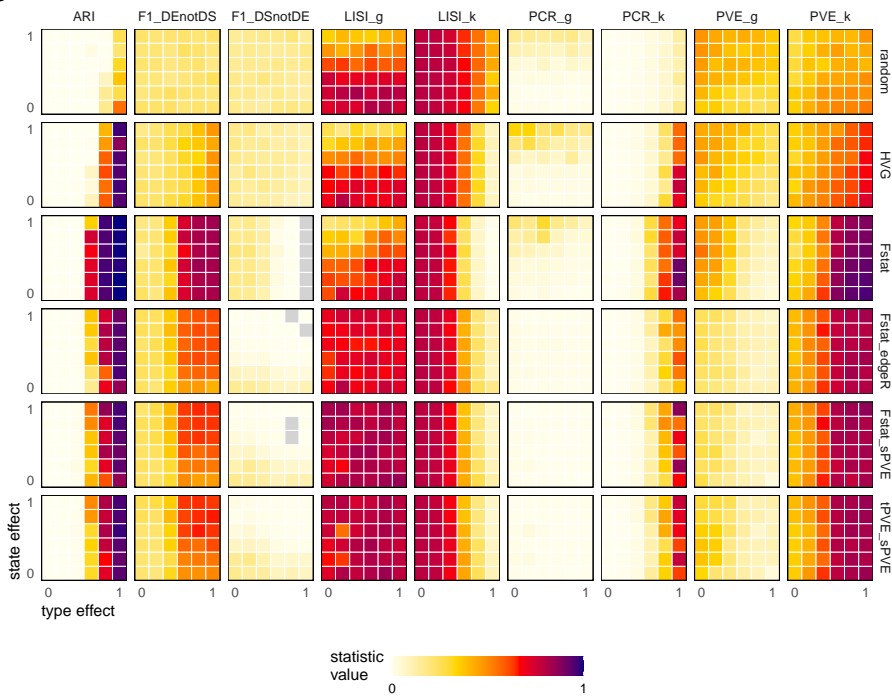 ARI F1_DEnotDS F1_DSnotDE LISI_g LISI_k PCR_g PCR_k PVE_g PVE_k
1
0
random
1
0
HVG
1
0
Fstat
1
0
Fstat_edgeR
1
0
Fstat_sPVE
1
0
tPVE_sPVE
state effect
0 1 0 1 0 1 0 1 0 1 0 1 0 1 0 1 0 1
type effect
statistic
value
0 1